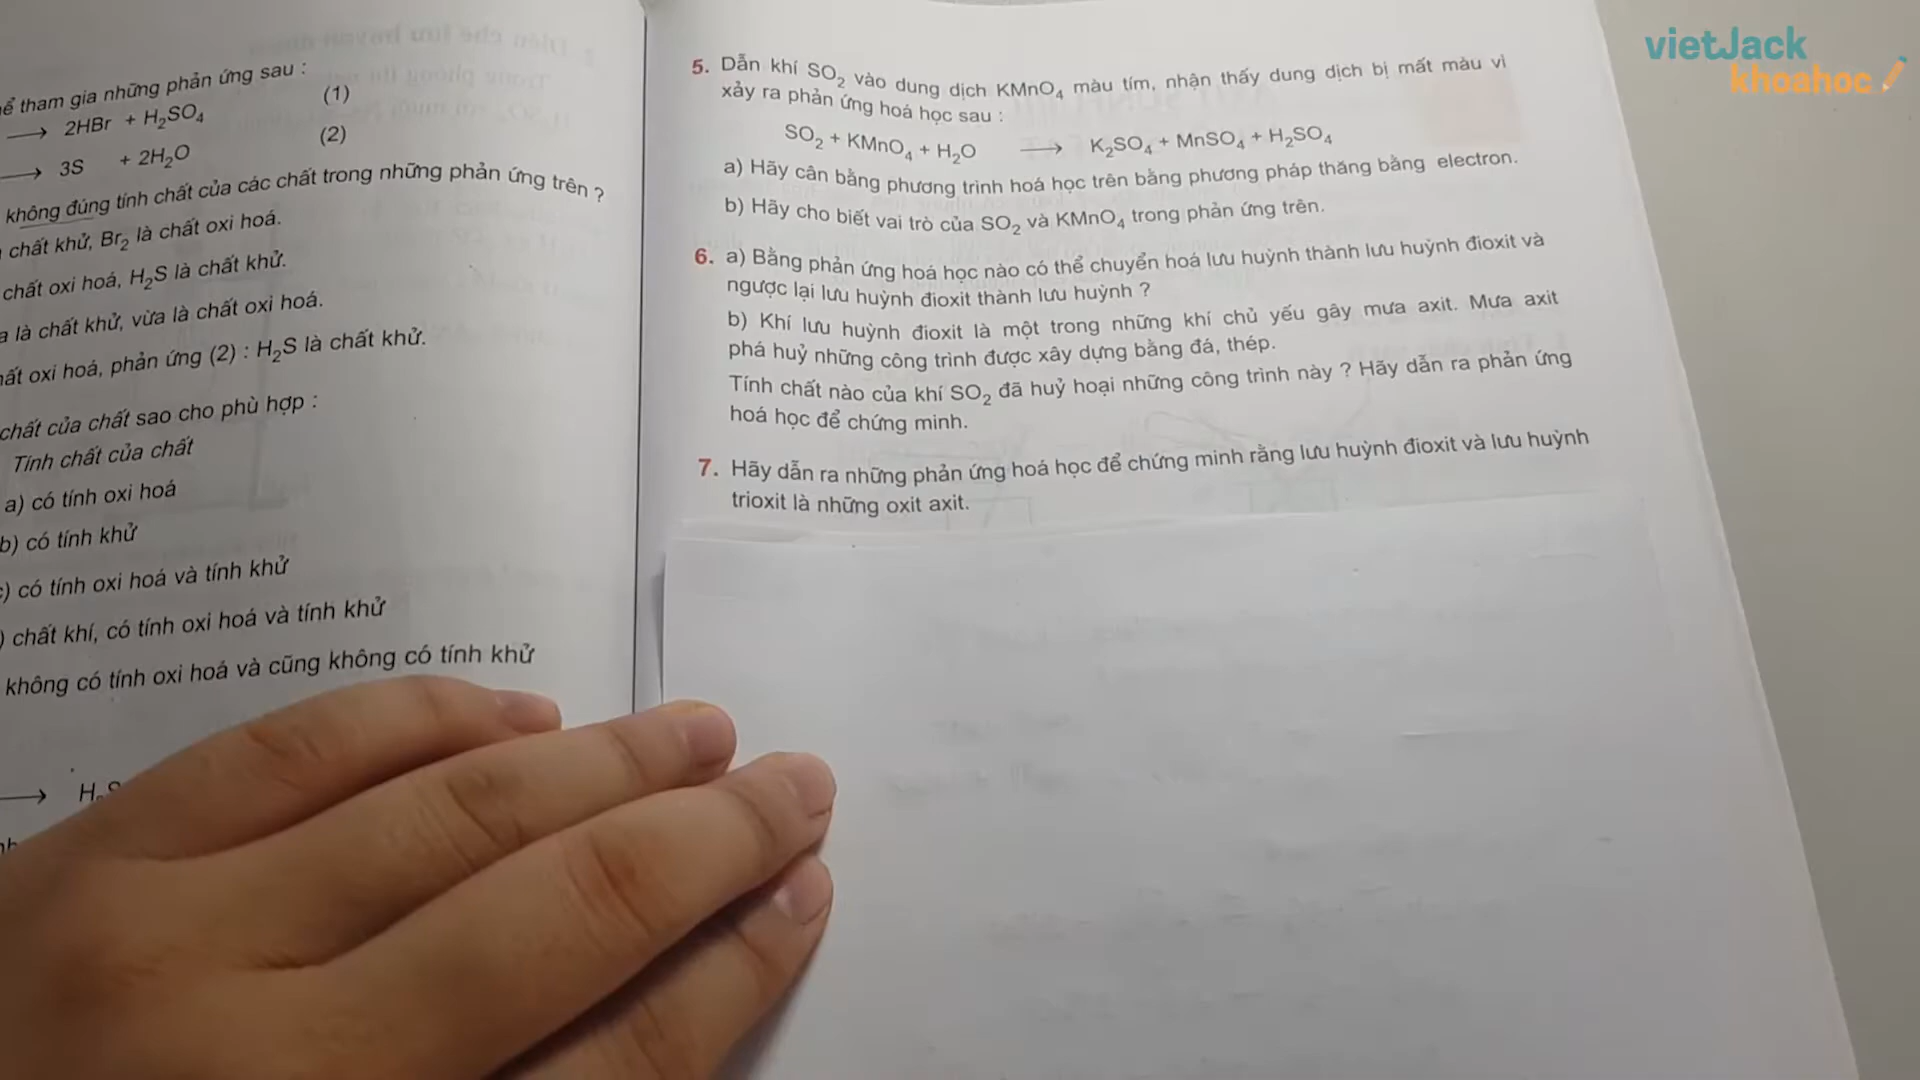 ể tham gia những phản ứng sau :
⟶ 2HBr + H₂SO₄ (1)
⟶ 3S + 2H₂O (2)
không đúng tính chất của các chất trong những phản ứng trên ?
chất khử, Br₂ là chất oxi hoá.
chất oxi hoá, H₂S là chất khử.
a là chất khử, vừa là chất oxi hoá.
ất oxi hoá, phản ứng (2) : H₂S là chất khử.
chất của chất sao cho phù hợp :
Tính chất của chất
a) có tính oxi hoá
b) có tính khử
c) có tính oxi hoá và tính khử
) chất khí, có tính oxi hoá và tính khử
không có tính oxi hoá và cũng không có tính khử
⟶
5. Dẫn khí SO₂ vào dung dịch KMnO₄ màu tím, nhận thấy dung dịch bị mất màu vì
xảy ra phản ứng hoá học sau :
SO₂ + KMnO₄ + H₂O ⟶ K₂SO₄ + MnSO₄ + H₂SO₄
a) Hãy cân bằng phương trình hoá học trên bằng phương pháp thăng bằng electron.
b) Hãy cho biết vai trò của SO₂ và KMnO₄ trong phản ứng trên.
6. a) Bằng phản ứng hoá học nào có thể chuyển hoá lưu huỳnh thành lưu huỳnh đioxit và
ngược lại lưu huỳnh đioxit thành lưu huỳnh ?
b) Khí lưu huỳnh đioxit là một trong những khí chủ yếu gây mưa axit. Mưa axit
phá huỷ những công trình được xây dựng bằng đá, thép.
Tính chất nào của khí SO₂ đã huỷ hoại những công trình này ? Hãy dẫn ra phản ứng
hoá học để chứng minh.
7. Hãy dẫn ra những phản ứng hoá học để chứng minh rằng lưu huỳnh đioxit và lưu huỳnh
trioxit là những oxit axit.
vietJack
khoahoc